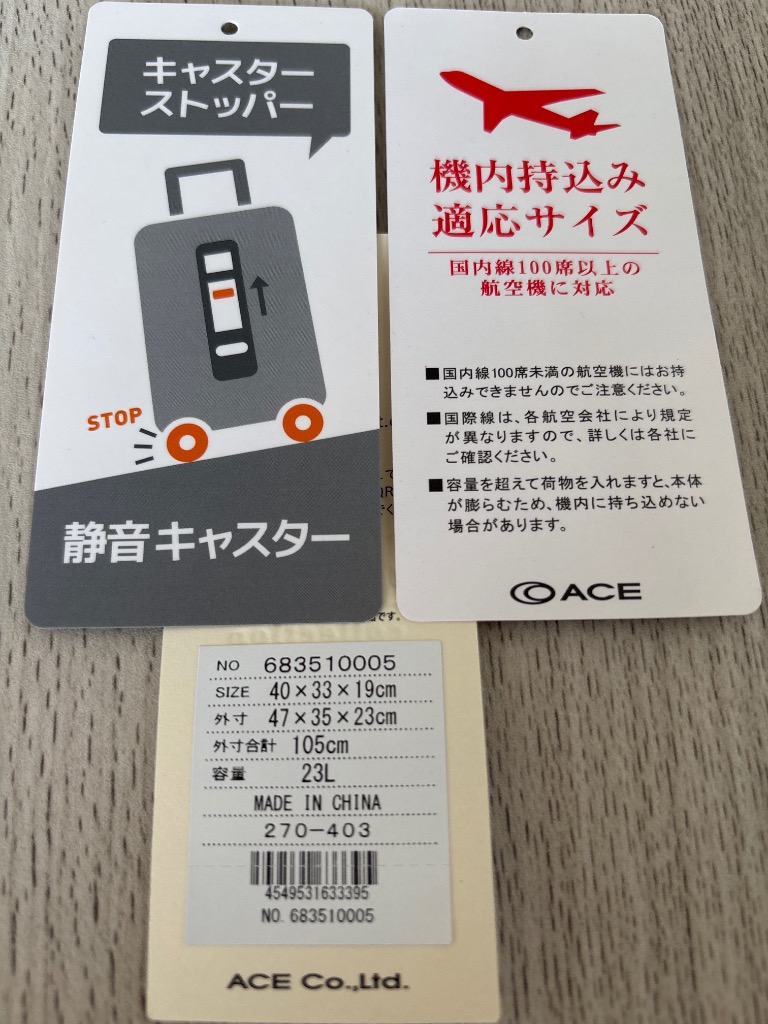 キャスター
ストッパー
STOP
静音キャスター
機内持込み
適応サイズ
国内線100席以上の
航空機に対応
■国内線100席未満の航空機にはお持
込みできませんのでご注意ください。
■国際線は、各航空会社により規定
が異なりますので、詳しくは各社に
ご確認ください。
■容量を超えて荷物を入れますと、本体
が膨らむため、機内に持ち込めない
場合があります。
ACE
です。
NO 683510005
SIZE 40×33×19cm
外寸 47×35×23cm
外寸合計 105cm
容量 23L
MADE IN CHINA
270-403
4549531633395
NO. 683510005
ACE Co.,Ltd.